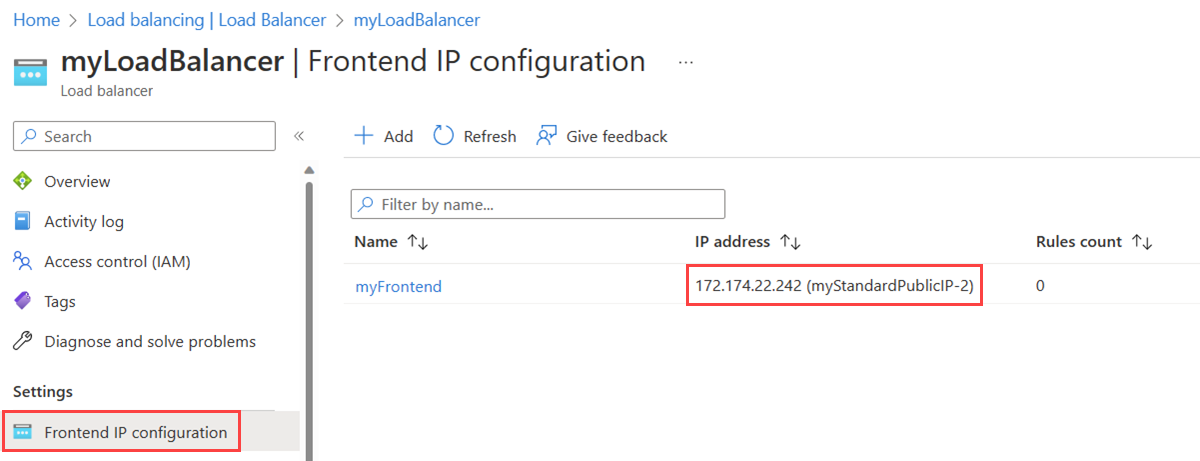 Home > Load balancing | Load Balancer > myLoadBalancer
myLoadBalancer | Frontend IP configuration ...
Load balancer
Search «
Add Refresh Give feedback
Overview
Activity log
Access control (IAM)
Tags
Diagnose and solve problems
Settings
Frontend IP configuration
Filter by name...
Name ↑↓ IP address ↑↓ Rules count ↑↓
myFrontend 172.174.22.242 (myStandardPublicIP-2) 0